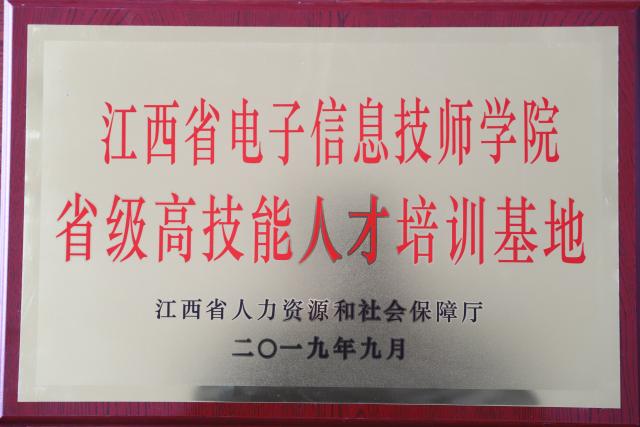 江西省电子信息技师学院
省级高技能人才培训基地
江西省人力资源和社会保障厅
二〇一九年九月